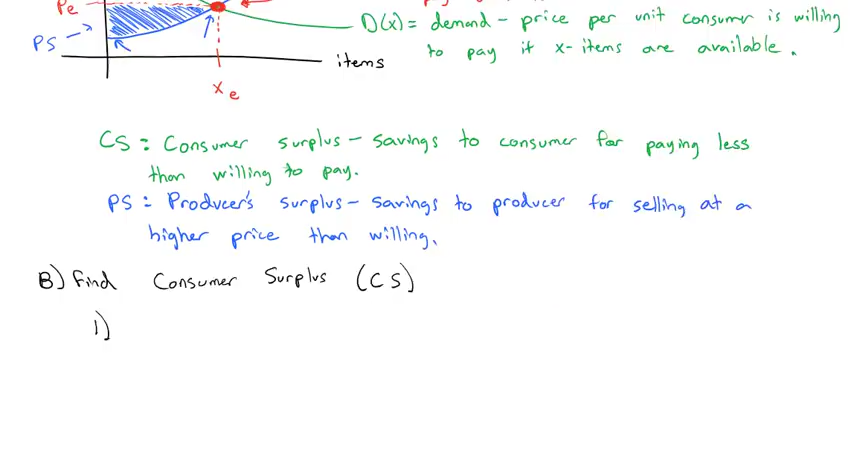 Pe
D(x) = demand - price per unit consumer is willing
to pay if x-items are available.
PS →
items
xe
CS: Consumer surplus - savings to consumer for paying less
than willing to pay.
PS: Producer's surplus - savings to producer for selling at a
higher price than willing.
B) Find Consumer Surplus (CS)
1)